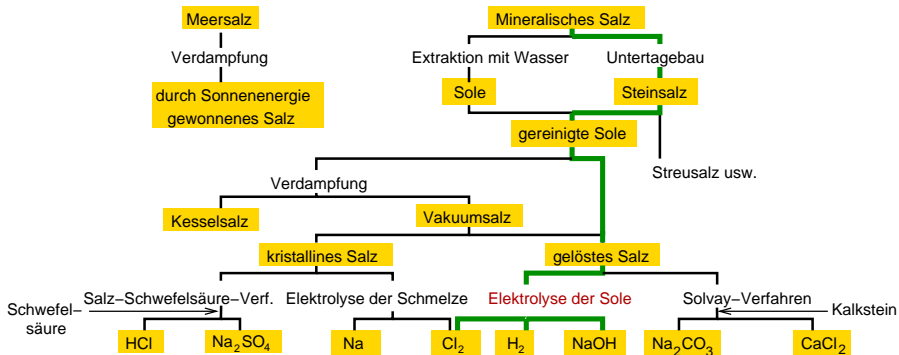 Meersalz
Mineralisches Salz
Verdampfung
Extraktion mit Wasser
Untertagebau
durch Sonnenenergie
gewonnenes Salz
Sole
Steinsalz
gereinigte Sole
Streusalz usw.
Verdampfung
Kesselsalz
Vakuumsalz
kristallines Salz
gelöstes Salz
Schwefel–
säure
Salz–Schwefelsäure–Verf.
Elektrolyse der Schmelze
Elektrolyse der Sole
Solvay–Verfahren
Kalkstein
HCl
Na₂SO₄
Na
Cl₂
H₂
NaOH
Na₂CO₃
CaCl₂